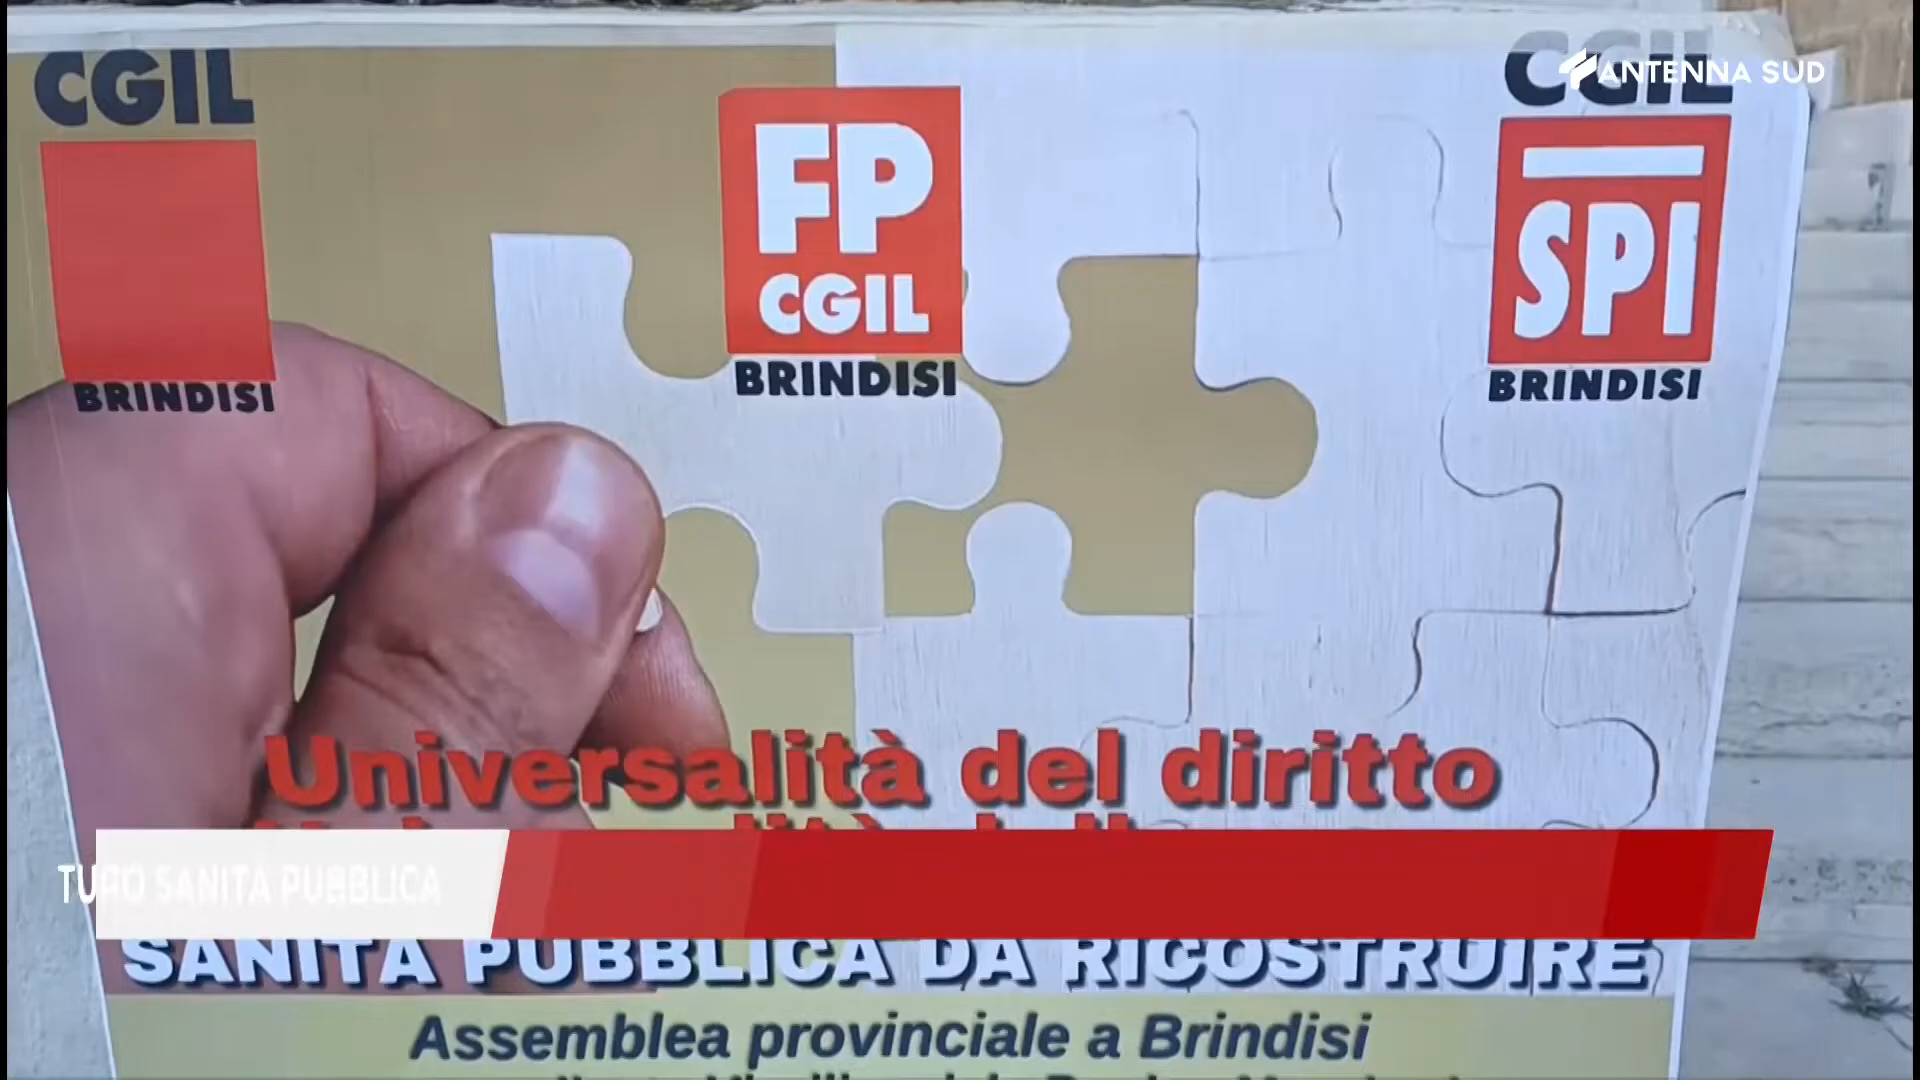 CGIL
CGIL
ANTENNA SUD
FP
CGIL
SPI
BRINDISI
BRINDISI
BRINDISI
Universalità del diritto
SANITÀ PUBBLICA
SANITÀ PUBBLICA DA RICOSTRUIRE
Assemblea provinciale a Brindisi